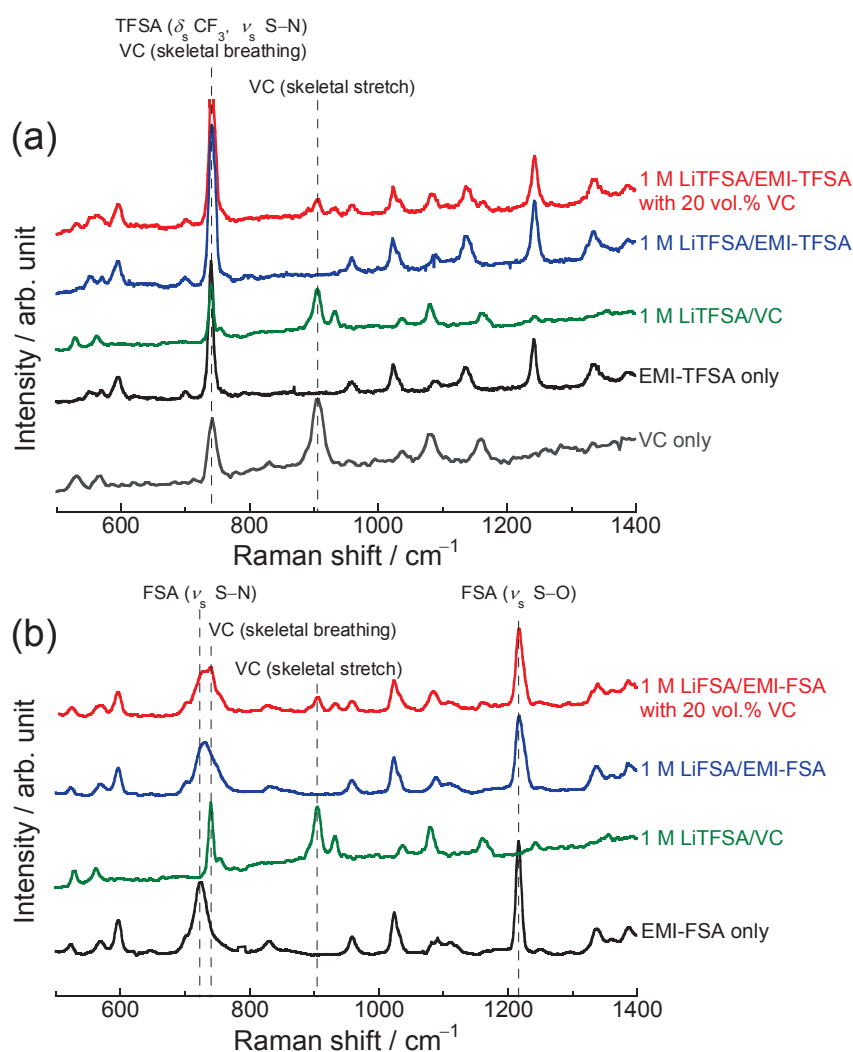 TFSA (δs CF3, νs S–N)
VC (skeletal breathing)
VC (skeletal stretch)
(a)
1 M LiTFSA/EMI-TFSA
with 20 vol.% VC
1 M LiTFSA/EMI-TFSA
1 M LiTFSA/VC
EMI-TFSA only
VC only
Intensity / arb. unit
600 800 1000 1200 1400
Raman shift / cm−1
FSA (νs S–N)
FSA (νs S–O)
(b)
VC (skeletal breathing)
VC (skeletal stretch)
1 M LiFSA/EMI-FSA
with 20 vol.% VC
1 M LiFSA/EMI-FSA
1 M LiTFSA/VC
EMI-FSA only
Intensity / arb. unit
600 800 1000 1200 1400
Raman shift / cm−1